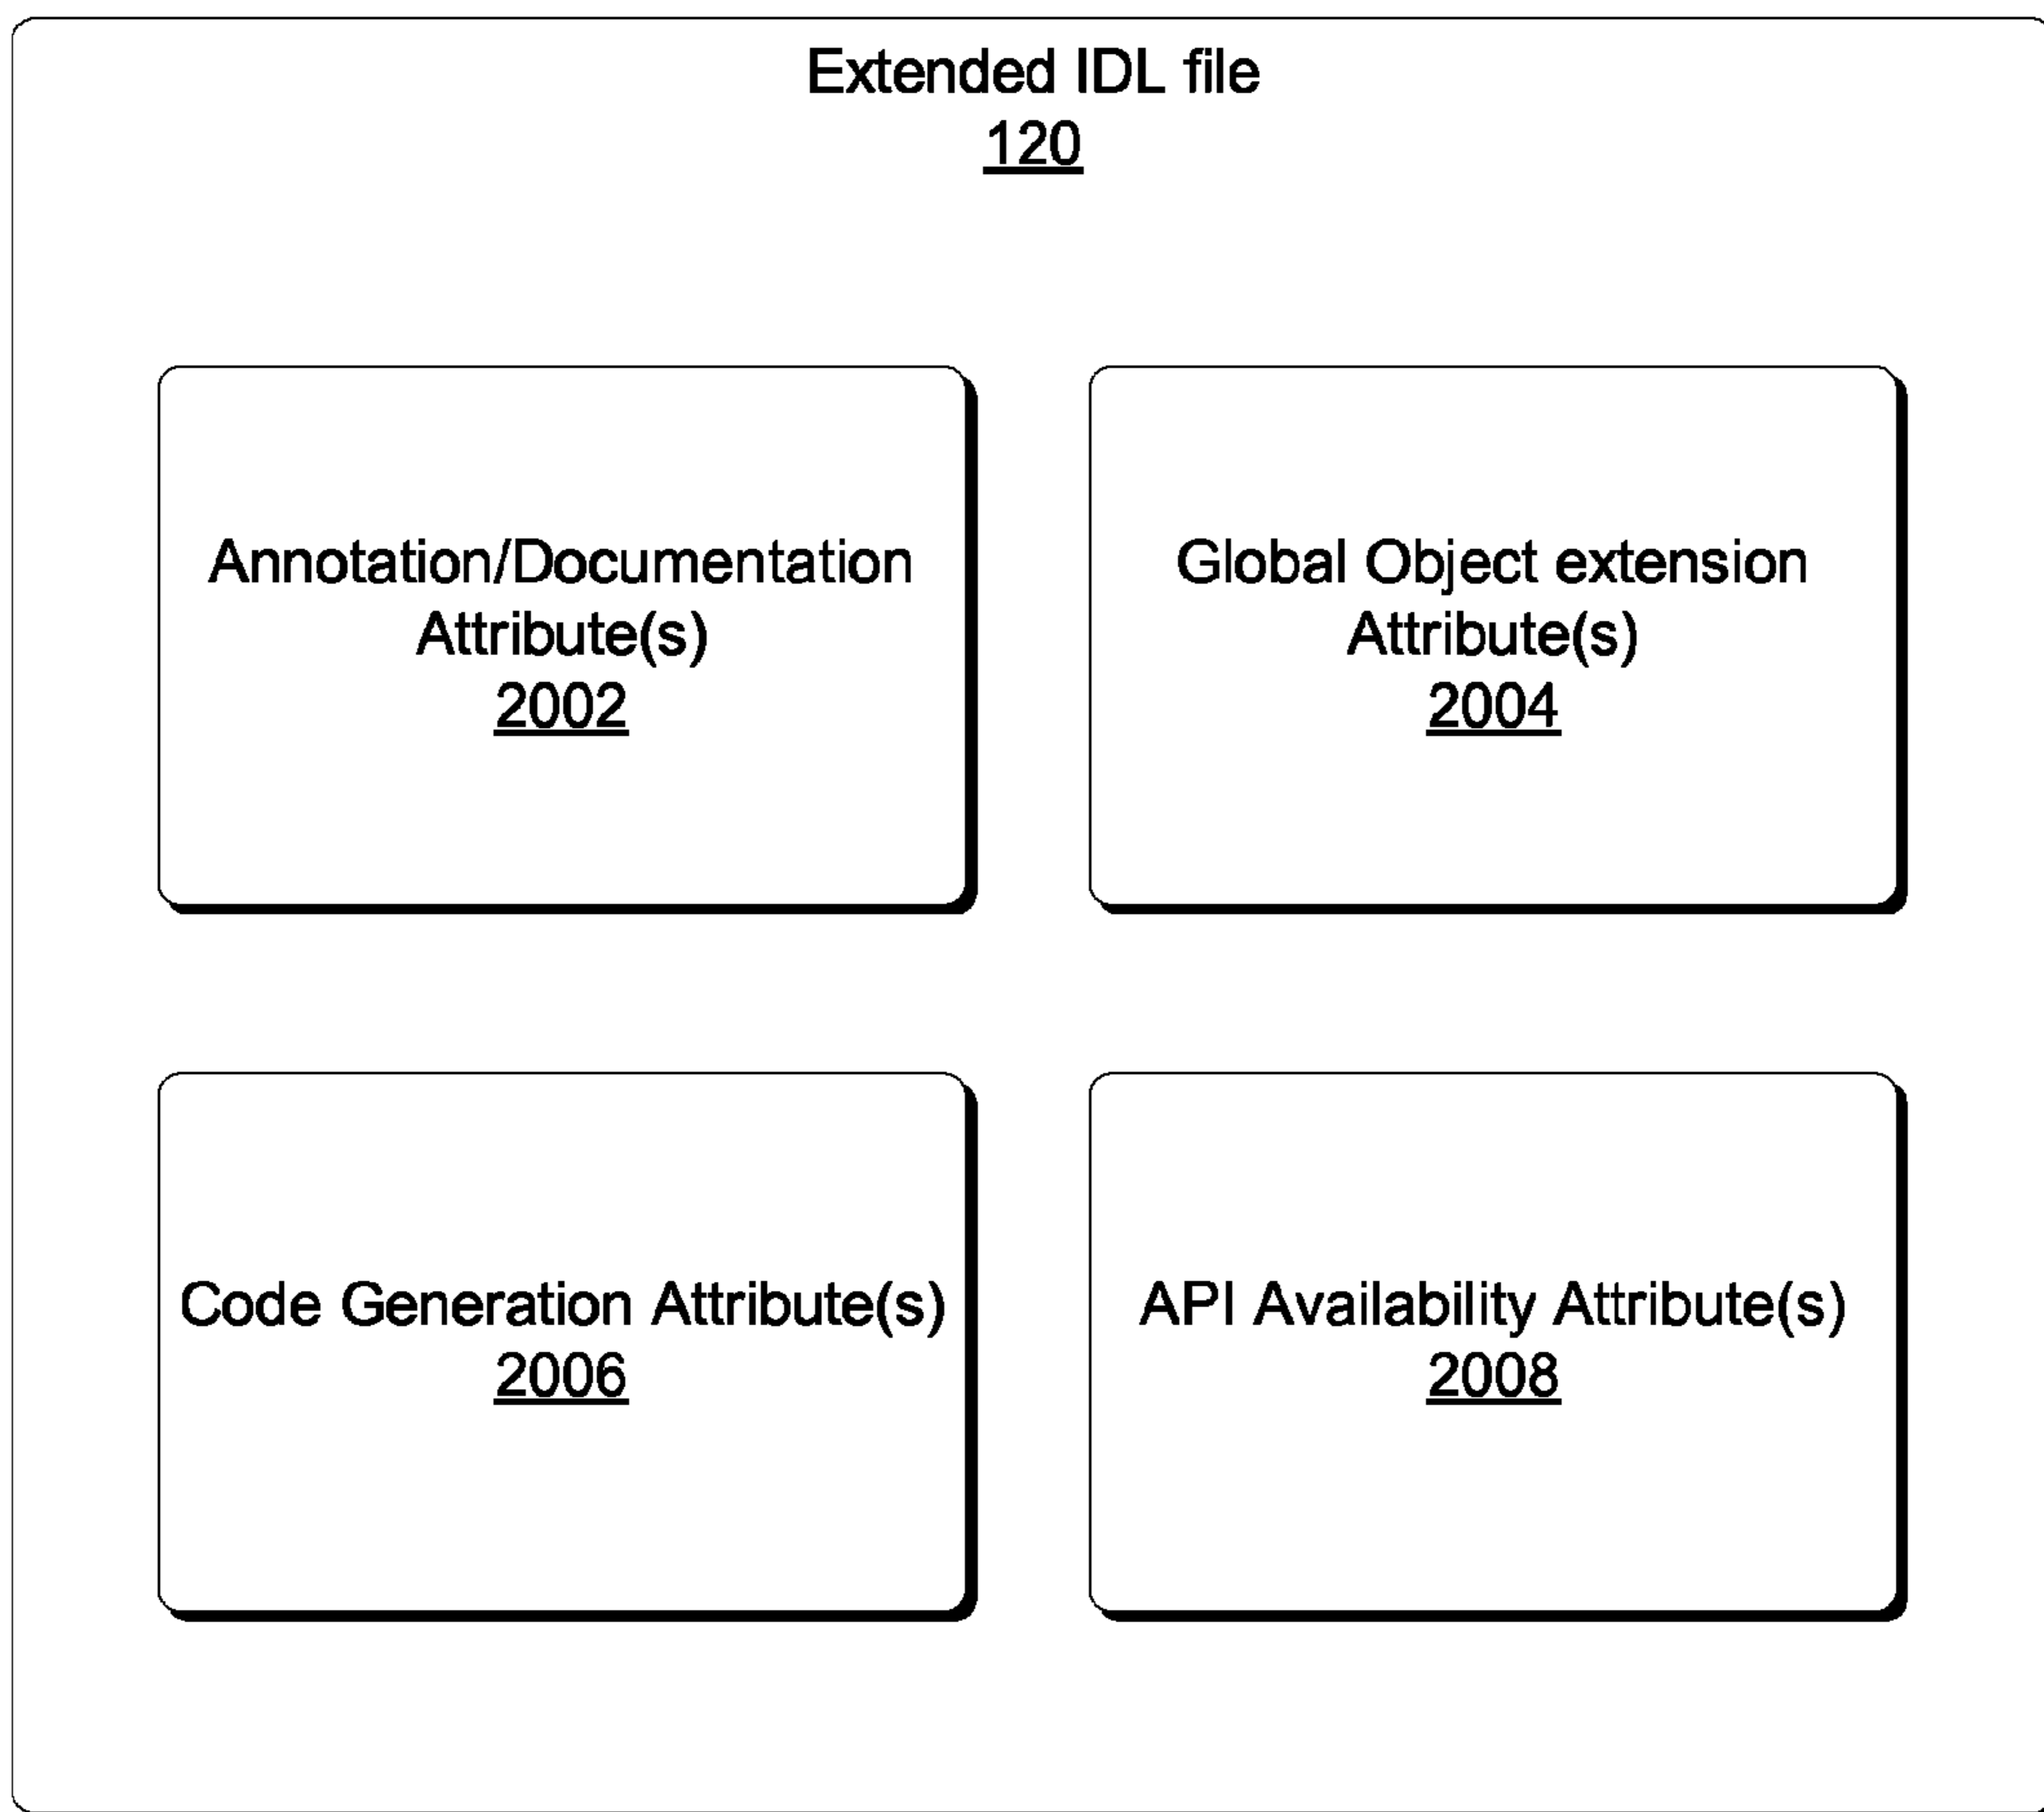 Extended IDL file
120
Annotation/Documentation
Attribute(s)
2002
Global Object extension
Attribute(s)
2004
Code Generation Attribute(s)
2006
API Availability Attribute(s)
2008